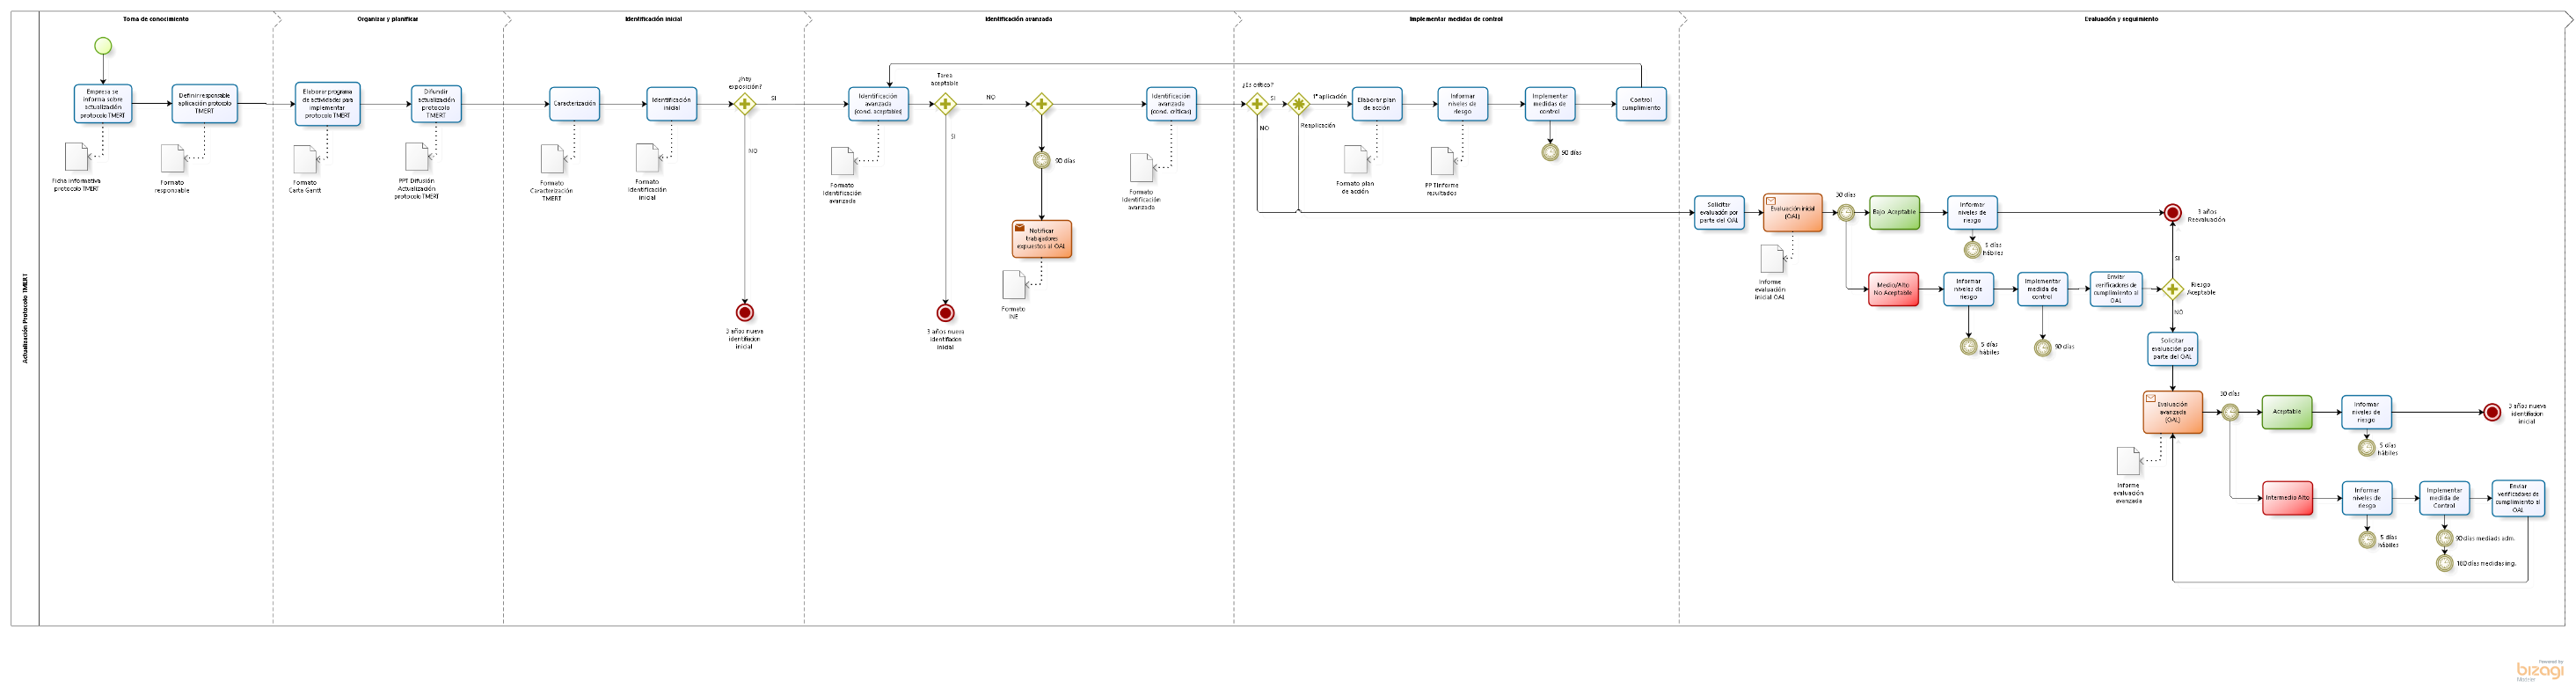 Toma de conocimiento
Organizar y planificar
Identificación inicial
Identificación avanzada
Implementar medidas de control
Evaluación y seguimiento
Actualización Protocolo TMERT
Empresa se
informa sobre
actualización
protocolo TMERT
Definir responsable
aplicación protocolo
TMERT
Ficha informativa
protocolo TMERT
Formato
responsable
Elaborar programa
de actividades para
implementar
protocolo TMERT
Difundir
actualización
protocolo
TMERT
Formato
Carta Gantt
PPT Difusión
Actualización
protocolo TMERT
Caracterización
Identificación
inicial
¿Hay
exposición?
SI
NO
Formato
Caracterización
TMERT
Formato
Identificación
inicial
3 años nueva
identifiacion
inicial
Identificación
avanzada
(cond. aceptables)
Tarea
aceptable
NO
SI
Formato
Identificación
avanzada
3 años nueva
identifiacion
inicial
90 días
Notificar
trabajadores
expuestos al OAL
Formato
INE
Identificación
avanzada
(cond. críticas)
Formato
Identificación
avanzada
¿Es crítica?
SI
NO
1° aplicación
Reaplicación
Elaborar plan
de acción
Informar
niveles de
riesgo
Implementar
medidas de
control
Control
cumplimiento
Formato plan
de acción
PPT Informe
resultados
90 días
Solicitar
evaluación por
parte del OAL
Evaluación inicial
(OAL)
Informe
evaluación
inicial OAL
30 días
Bajo Aceptable
Informar
niveles de
riesgo
5 días
hábiles
3 años
Reevaluación
Medio/Alto
No Aceptable
Informar
niveles de
riesgo
Implementar
medida de
control
Enviar
verificadores de
cumplimiento al
OAL
SI
Riesgo
Aceptable
NO
5 días
hábiles
90 días
Solicitar
evaluación por
parte del OAL
Evaluación
avanzada
(OAL)
Informe
evaluación
avanzada
30 días
Aceptable
Informar
niveles de
riesgo
5 días
hábiles
3 años nueva
identifiacion
inicial
Intermedio Alto
Informar
niveles de
riesgo
Implementar
medida de
Control
Enviar
verificadores de
cumplimiento al
OAL
5 días
hábiles
90 días mediads adm.
180 días medidas ing.
Powered by
bizagi
Modeler